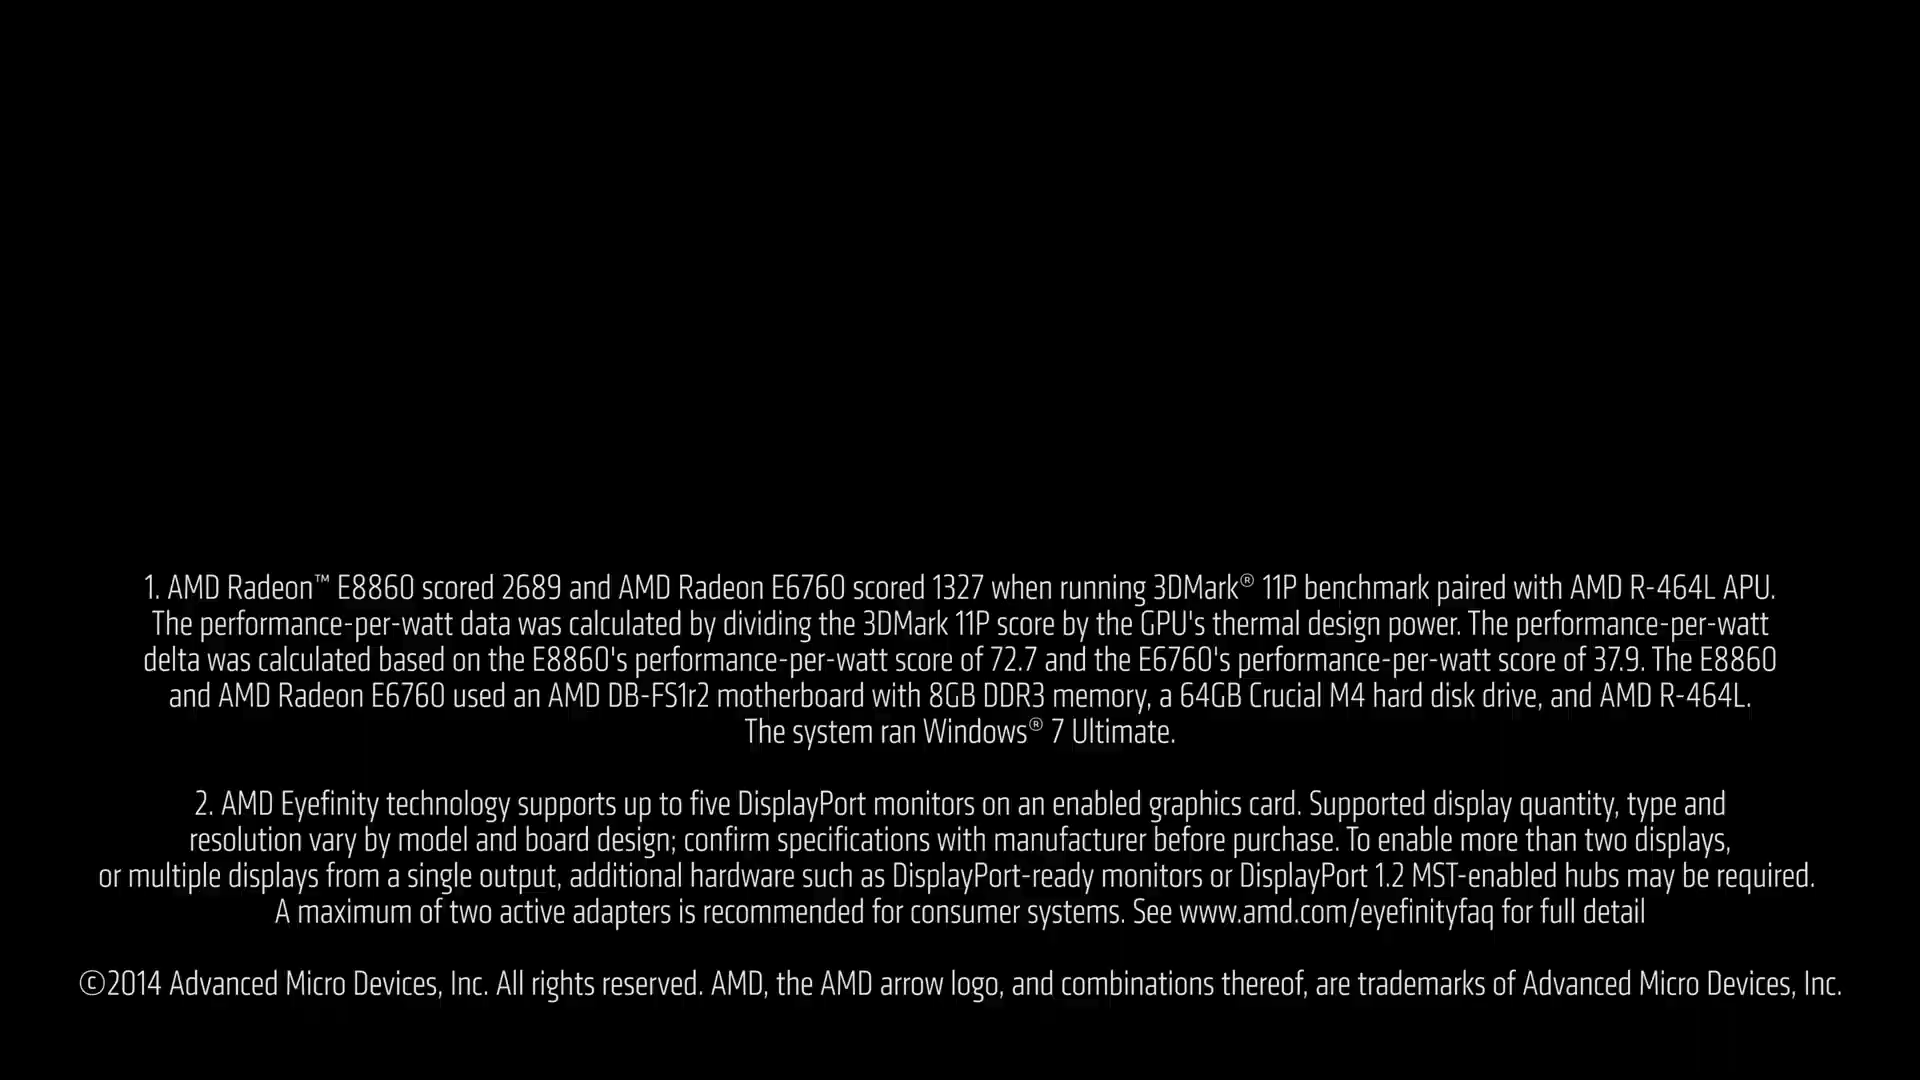 1. AMD Radeon™ E8860 scored 2689 and AMD Radeon E6760 scored 1327 when running 3DMark® 11P benchmark paired with AMD R-464L APU.
The performance-per-watt data was calculated by dividing the 3DMark 11P score by the GPU's thermal design power. The performance-per-watt
delta was calculated based on the E8860's performance-per-watt score of 72.7 and the E6760's performance-per-watt score of 37.9. The E8860
and AMD Radeon E6760 used an AMD DB-FS1r2 motherboard with 8GB DDR3 memory, a 64GB Crucial M4 hard disk drive, and AMD R-464L.
The system ran Windows® 7 Ultimate.
2. AMD Eyefinity technology supports up to five DisplayPort monitors on an enabled graphics card. Supported display quantity, type and
resolution vary by model and board design; confirm specifications with manufacturer before purchase. To enable more than two displays,
or multiple displays from a single output, additional hardware such as DisplayPort-ready monitors or DisplayPort 1.2 MST-enabled hubs may be required.
A maximum of two active adapters is recommended for consumer systems. See www.amd.com/eyefinityfaq for full detail
©2014 Advanced Micro Devices, Inc. All rights reserved. AMD, the AMD arrow logo, and combinations thereof, are trademarks of Advanced Micro Devices, Inc.